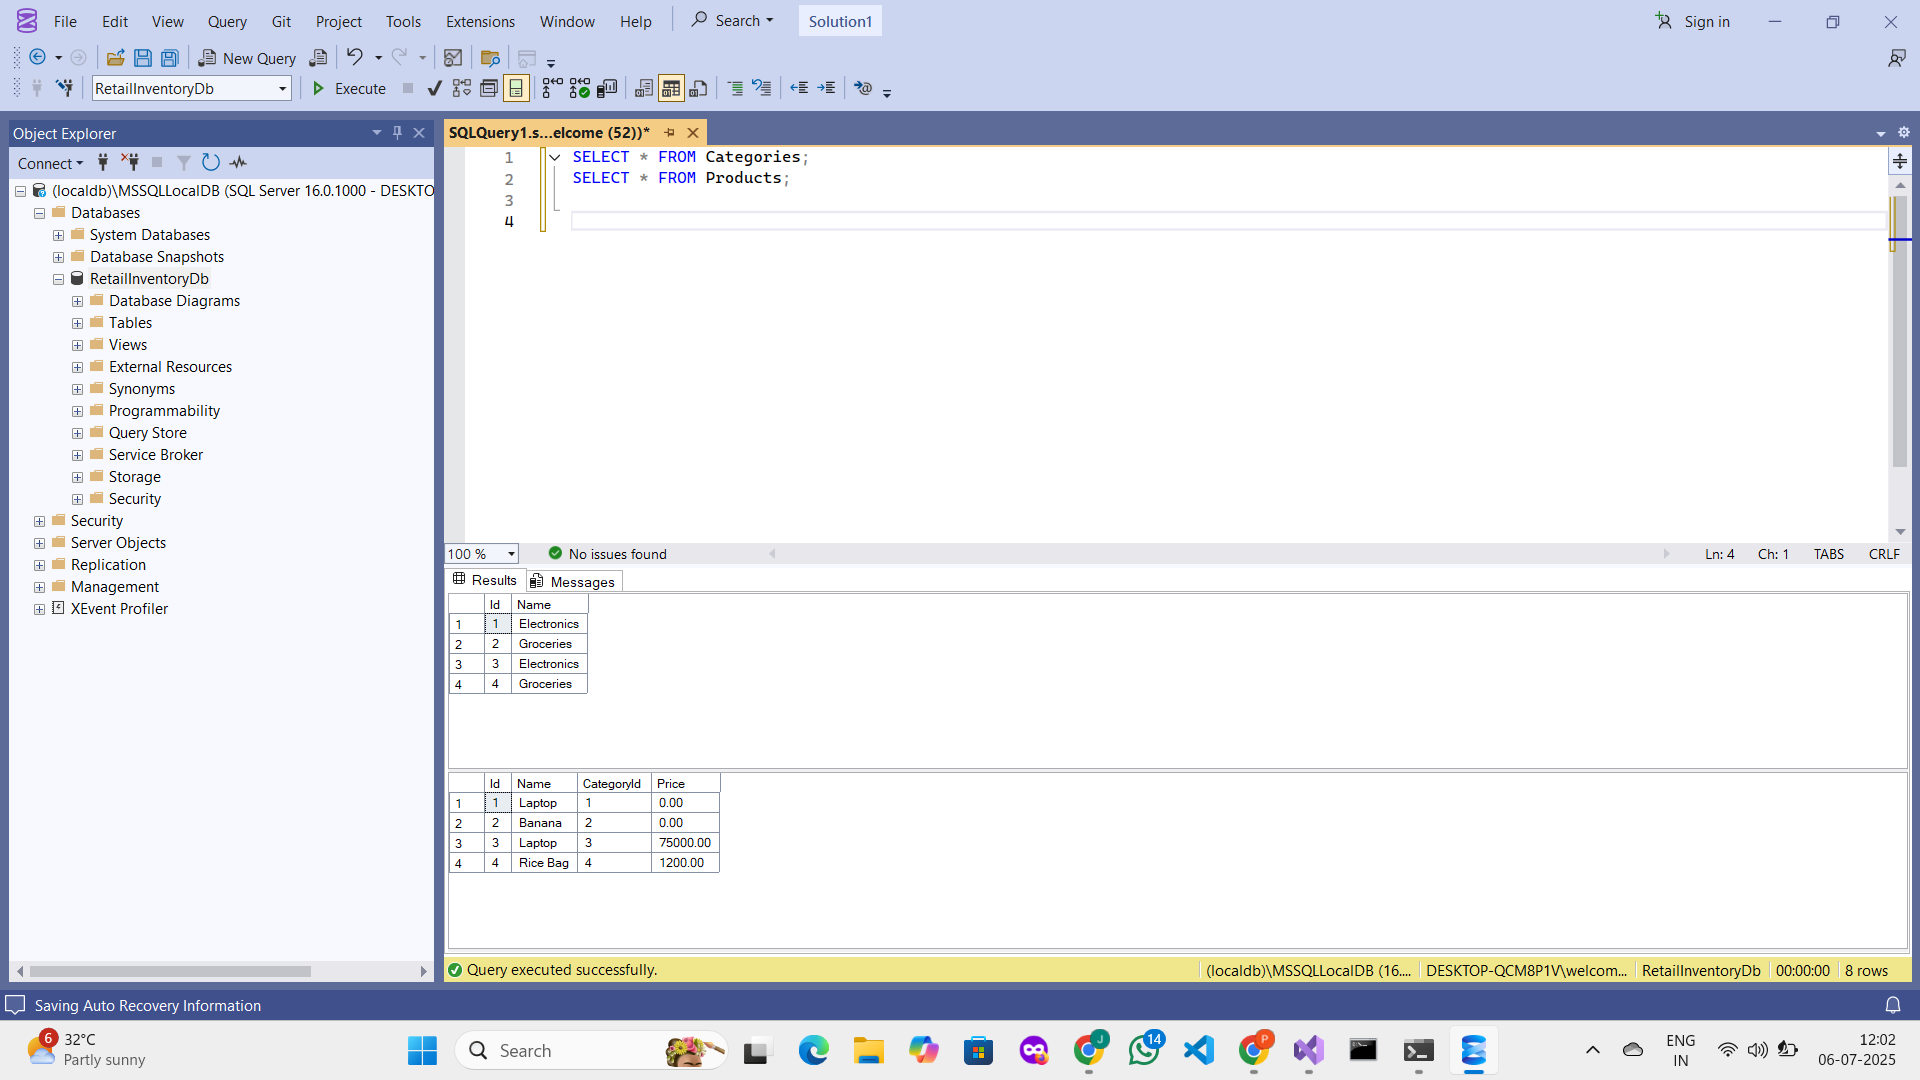 File Edit View Query Git Project Tools Extensions Window Help Search Solution1 Sign in
New Query
RetailInventoryDb Execute
Object Explorer
Connect
(localdb)\MSSQLLocalDB (SQL Server 16.0.1000 - DESKTO
Databases
System Databases
Database Snapshots
RetailInventoryDb
Database Diagrams
Tables
Views
External Resources
Synonyms
Programmability
Query Store
Service Broker
Storage
Security
Security
Server Objects
Replication
Management
XEvent Profiler
SQLQuery1.s...elcome (52))*
1 SELECT * FROM Categories;
2 SELECT * FROM Products;
3
4
100 % No issues found Ln: 4 Ch: 1 TABS CRLF
Results Messages
Id Name
1 1 Electronics
2 2 Groceries
3 3 Electronics
4 4 Groceries
Id Name CategoryId Price
1 1 Laptop 1 0.00
2 2 Banana 2 0.00
3 3 Laptop 3 75000.00
4 4 Rice Bag 4 1200.00
Query executed successfully. (localdb)\MSSQLLocalDB (16.... DESKTOP-QCM8P1V\welcom... RetailInventoryDb 00:00:00 8 rows
Saving Auto Recovery Information
6 32°C
Partly sunny
Search
J
14
P
ENG
IN
12:02
06-07-2025